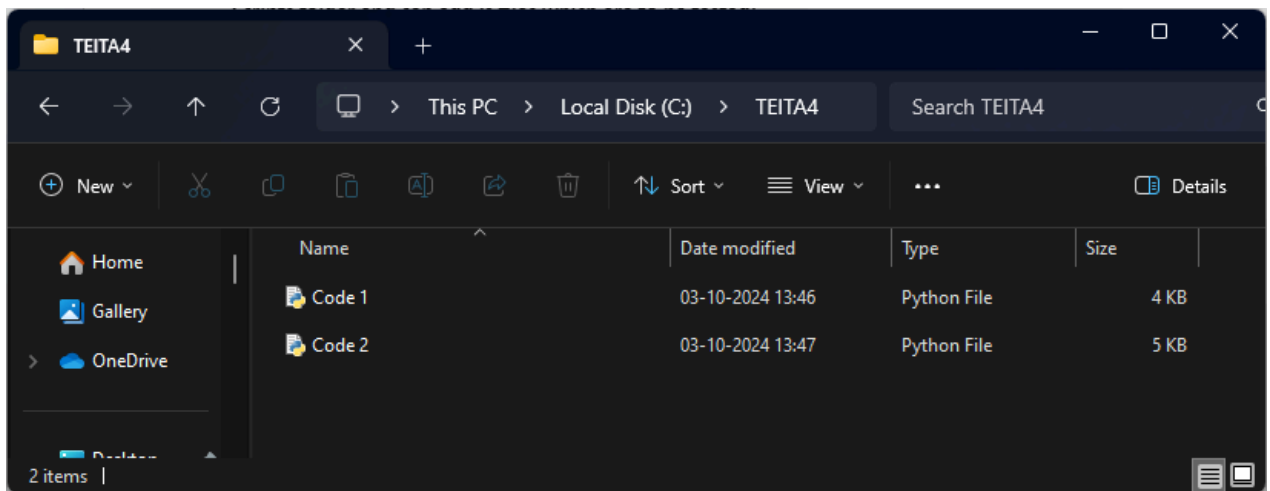 TEITA4
This PC > Local Disk (C:) > TEITA4 Search TEITA4
New Sort View Details
Name Date modified Type Size
Home
Gallery
OneDrive
Code 1 03-10-2024 13:46 Python File 4 KB
Code 2 03-10-2024 13:47 Python File 5 KB
2 items